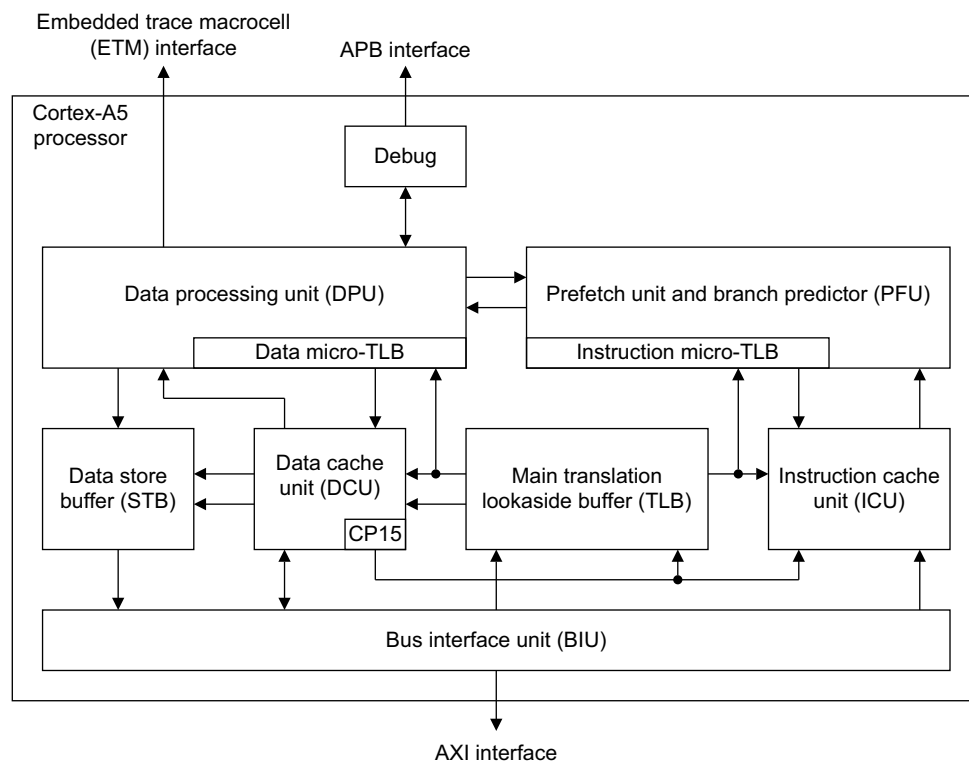 Embedded trace macrocell
(ETM) interface
APB interface
Cortex-A5
processor
Debug
Data processing unit (DPU)
Prefetch unit and branch predictor (PFU)
Data micro-TLB
Instruction micro-TLB
Data store
buffer (STB)
Data cache
unit (DCU)
CP15
Main translation
lookaside buffer (TLB)
Instruction cache
unit (ICU)
Bus interface unit (BIU)
AXI interface